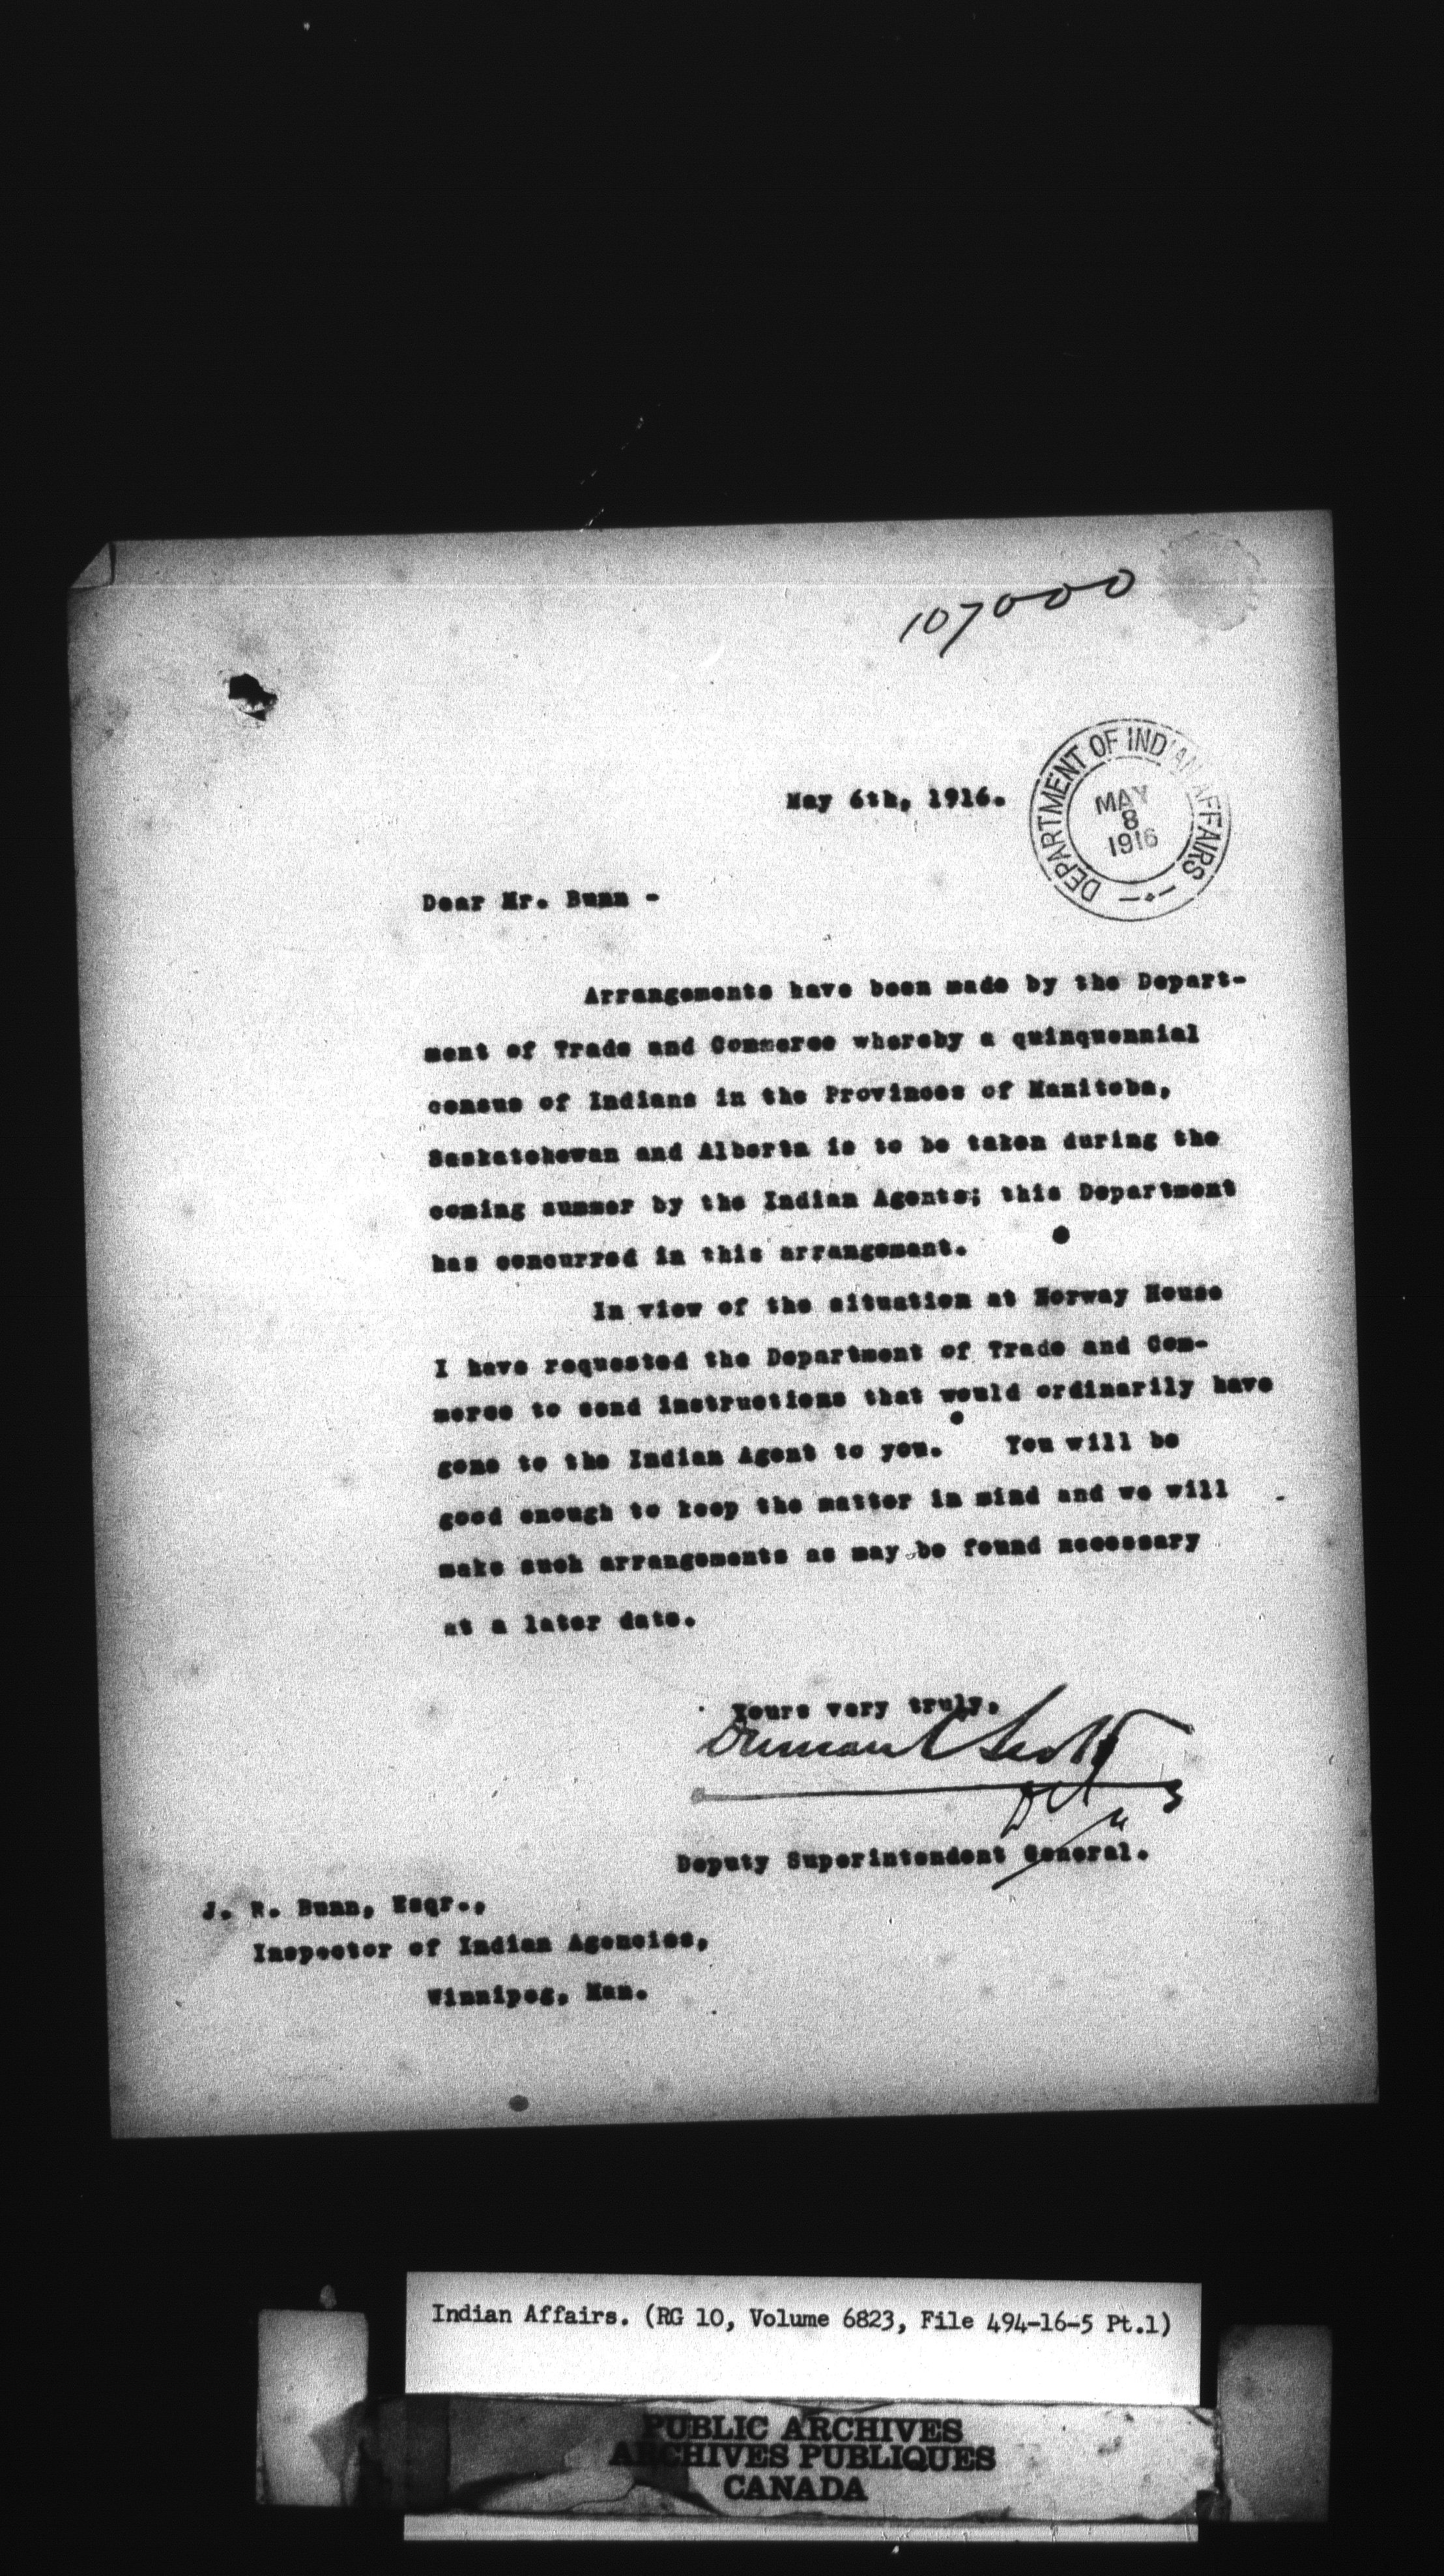 107000
DEPARTMENT OF INDIAN AFFAIRS
MAY
8
1916
May 6th, 1916.
Dear Mr. Bunn -
Arrangements have been made by the Depart-
ment of Trade and Commerce whereby a quinquennial
census of Indians in the Provinces of Manitoba,
Saskatchewan and Alberta is to be taken during the
coming summer by the Indian Agents; this Department
has concurred in this arrangement.
In view of the situation at Norway House
I have requested the Department of Trade and Com-
merce to send instructions that would ordinarily have
gone to the Indian Agent to you. You will be
good enough to keep the matter in mind and we will
make such arrangements as may be found necessary
at a later date.
Yours very truly,
Duncan C Scott
Deputy Superintendent General.
J. R. Bunn, Esqr.,
Inspector of Indian Agencies,
Winnipeg, Man.
Indian Affairs. (RG 10, Volume 6823, File 494-16-5 Pt.1)
PUBLIC ARCHIVES
ARCHIVES PUBLIQUES
CANADA